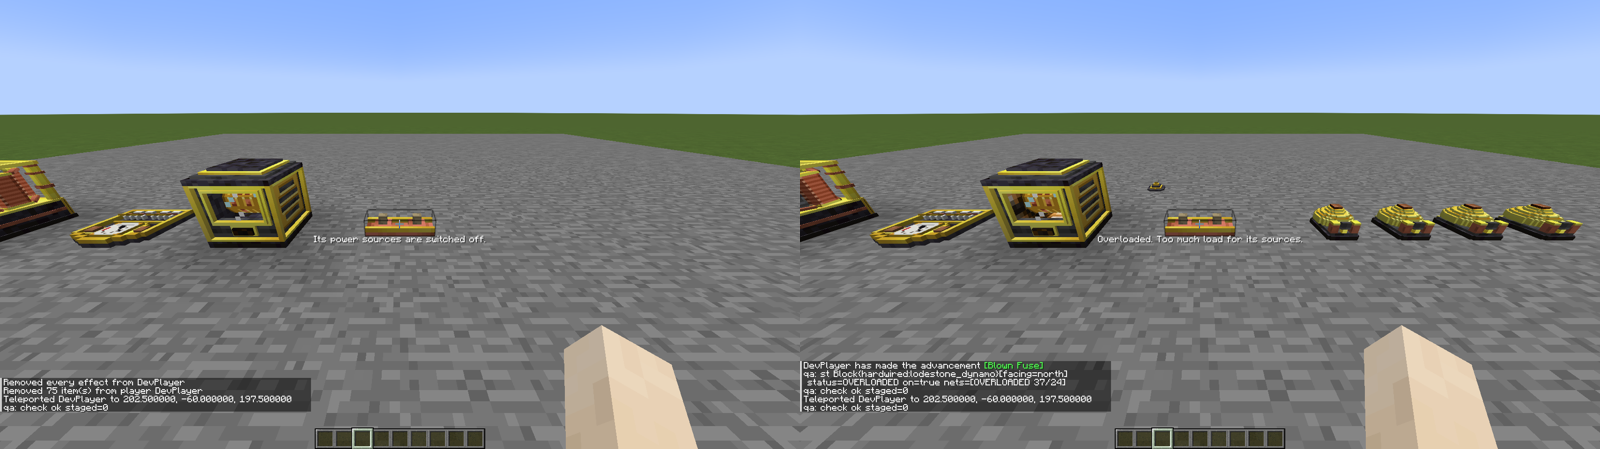 Its power sources are switched off.
Removed every effect from DevPlayer
Removed 75 item(s) from player DevPlayer
Teleported DevPlayer to 202.500000, -60.000000, 197.500000
qa: check ok staged=0
Overloaded. Too much load for its sources.
DevPlayer has made the advancement [Blown Fuse]
qa: st Block{hardwired:lodestone_dynamo}[facing=north]
status=OVERLOADED on=true nets=[OVERLOADED 37/24]
qa: check ok staged=0
Teleported DevPlayer to 202.500000, -60.000000, 197.500000
qa: check ok staged=0